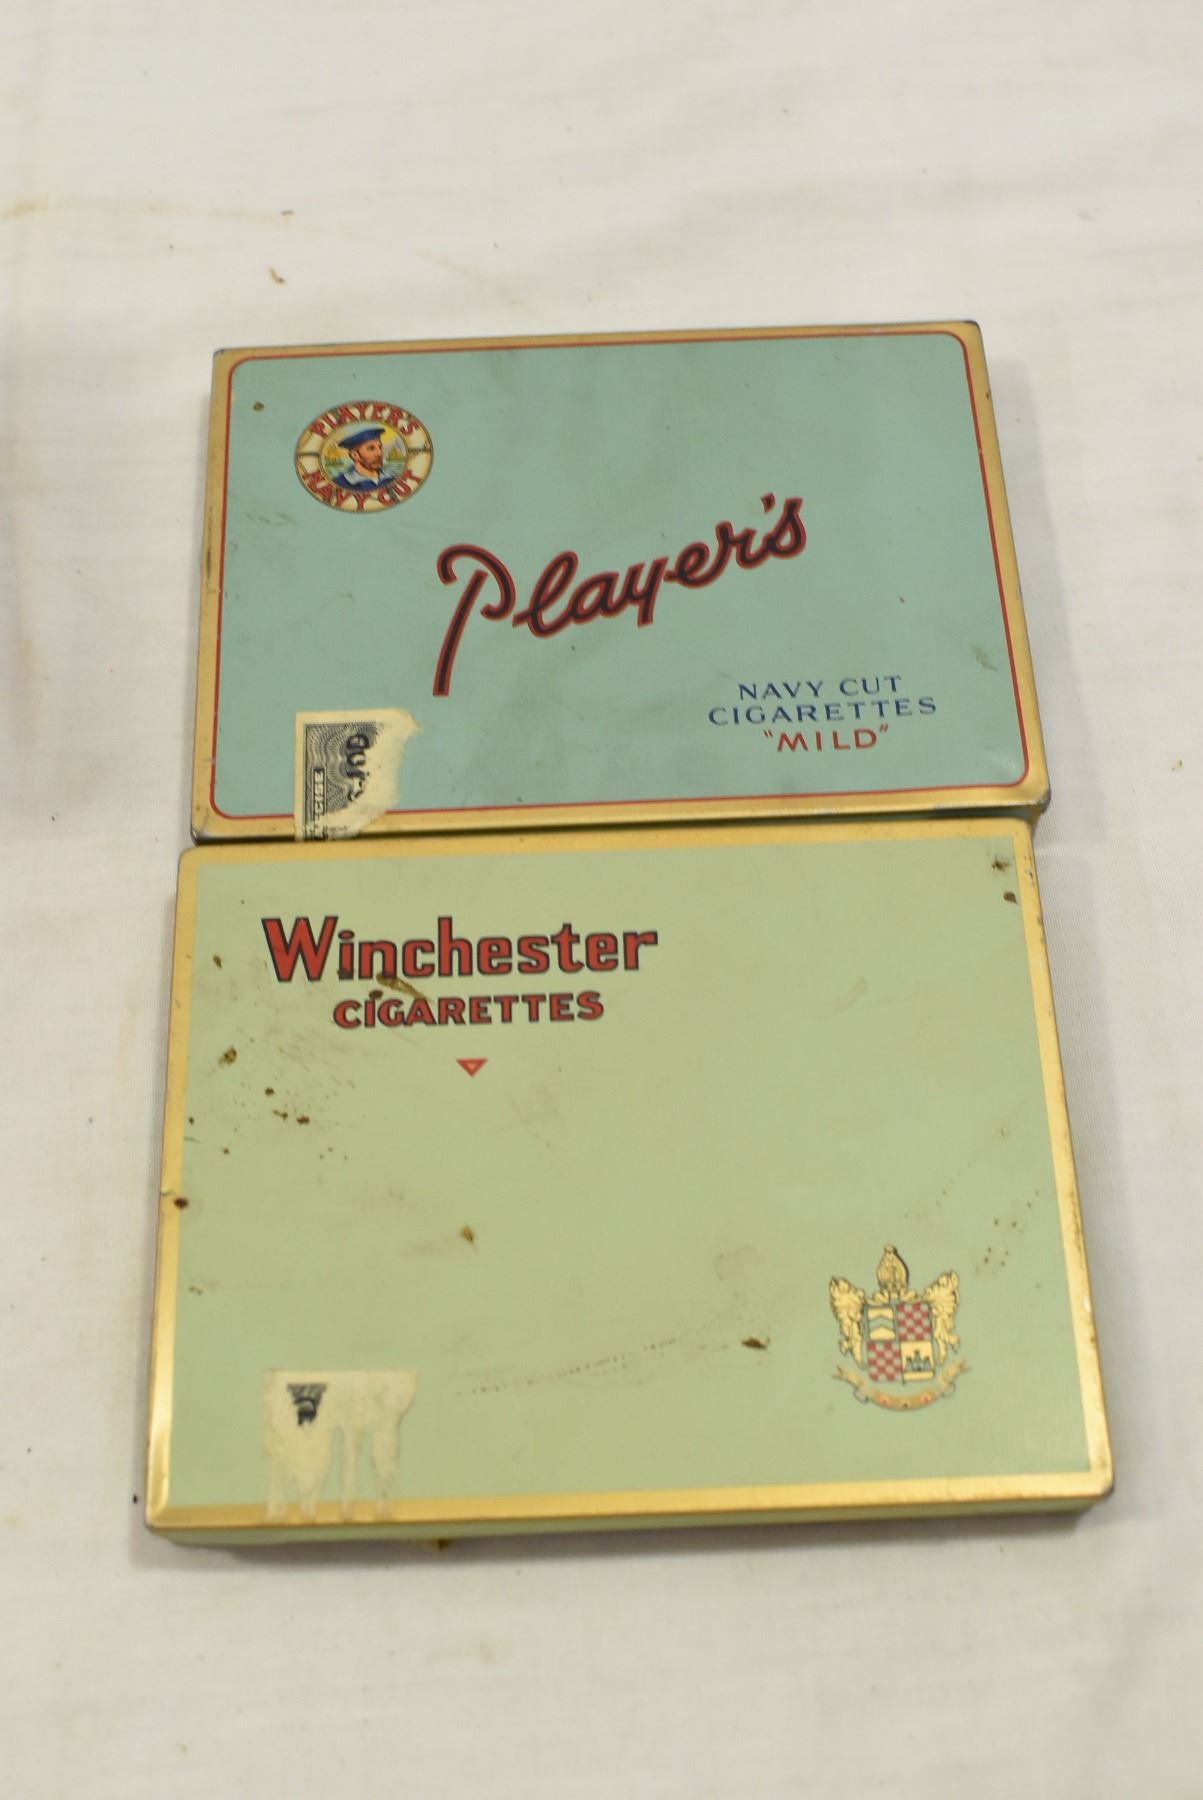 PLAYER'S
NAVY CUT
Player's
NAVY CUT
CIGARETTES
"MILD"
Winchester
CIGARETTES